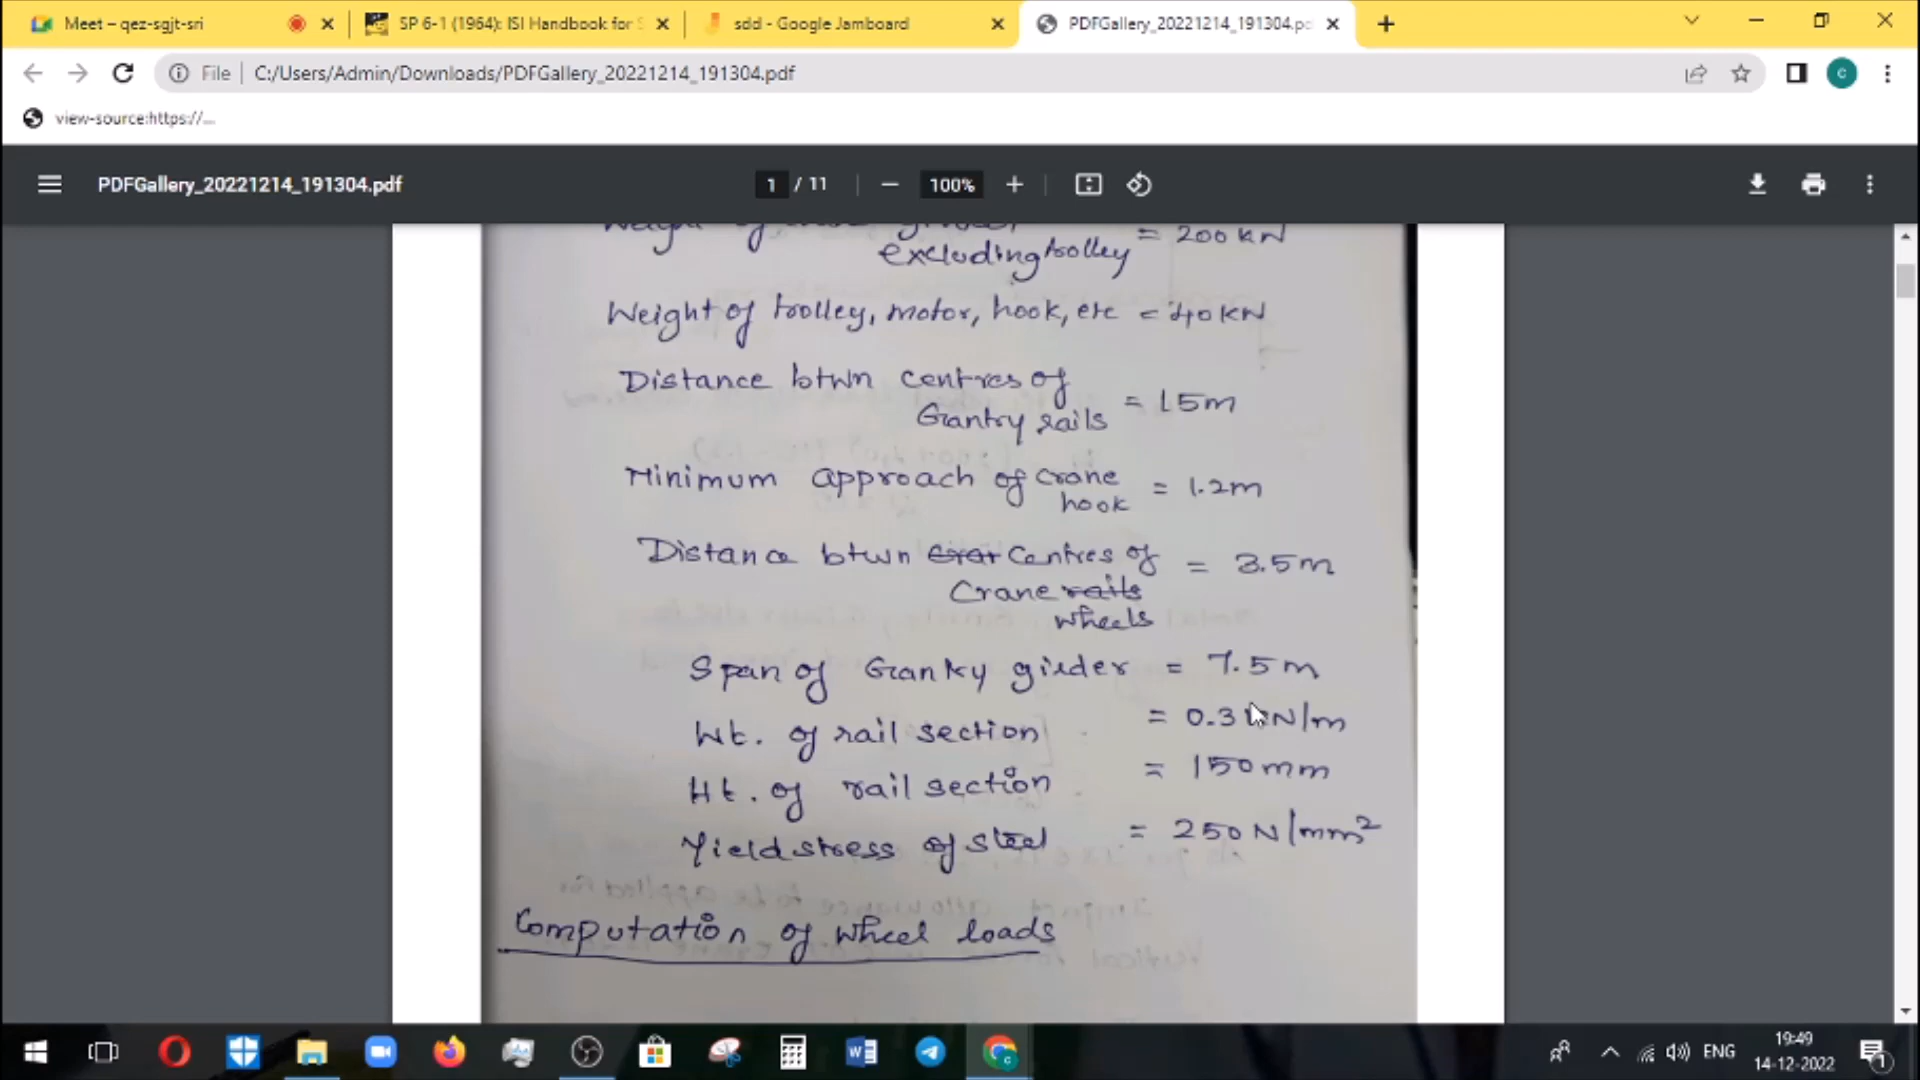 Meet – qez-sgjt-sri
SP 6-1 (1964): ISI Handbook for S
sdd - Google Jamboard
PDFGallery_20221214_191304.pd
File | C:/Users/Admin/Downloads/PDFGallery_20221214_191304.pdf
C
view-source:https://...
PDFGallery_20221214_191304.pdf
1 / 11
100%
Weight of
excluding trolley = 200 kN
Weight of trolley, motor, hook, etc = 40 kN
Distance btwn centres of
Gantry rails = 15m
Minimum approach of crane
hook = 1.2m
Distance btwn Centres of = 3.5m
Crane rails
wheels
Span of Gantry girder = 7.5m
Wt. of rail section = 0.3 kN/m
Ht. of rail section = 150mm
Yield stress of steel = 250 N/mm²
Computation of wheel loads
ENG
19:49
14-12-2022
1